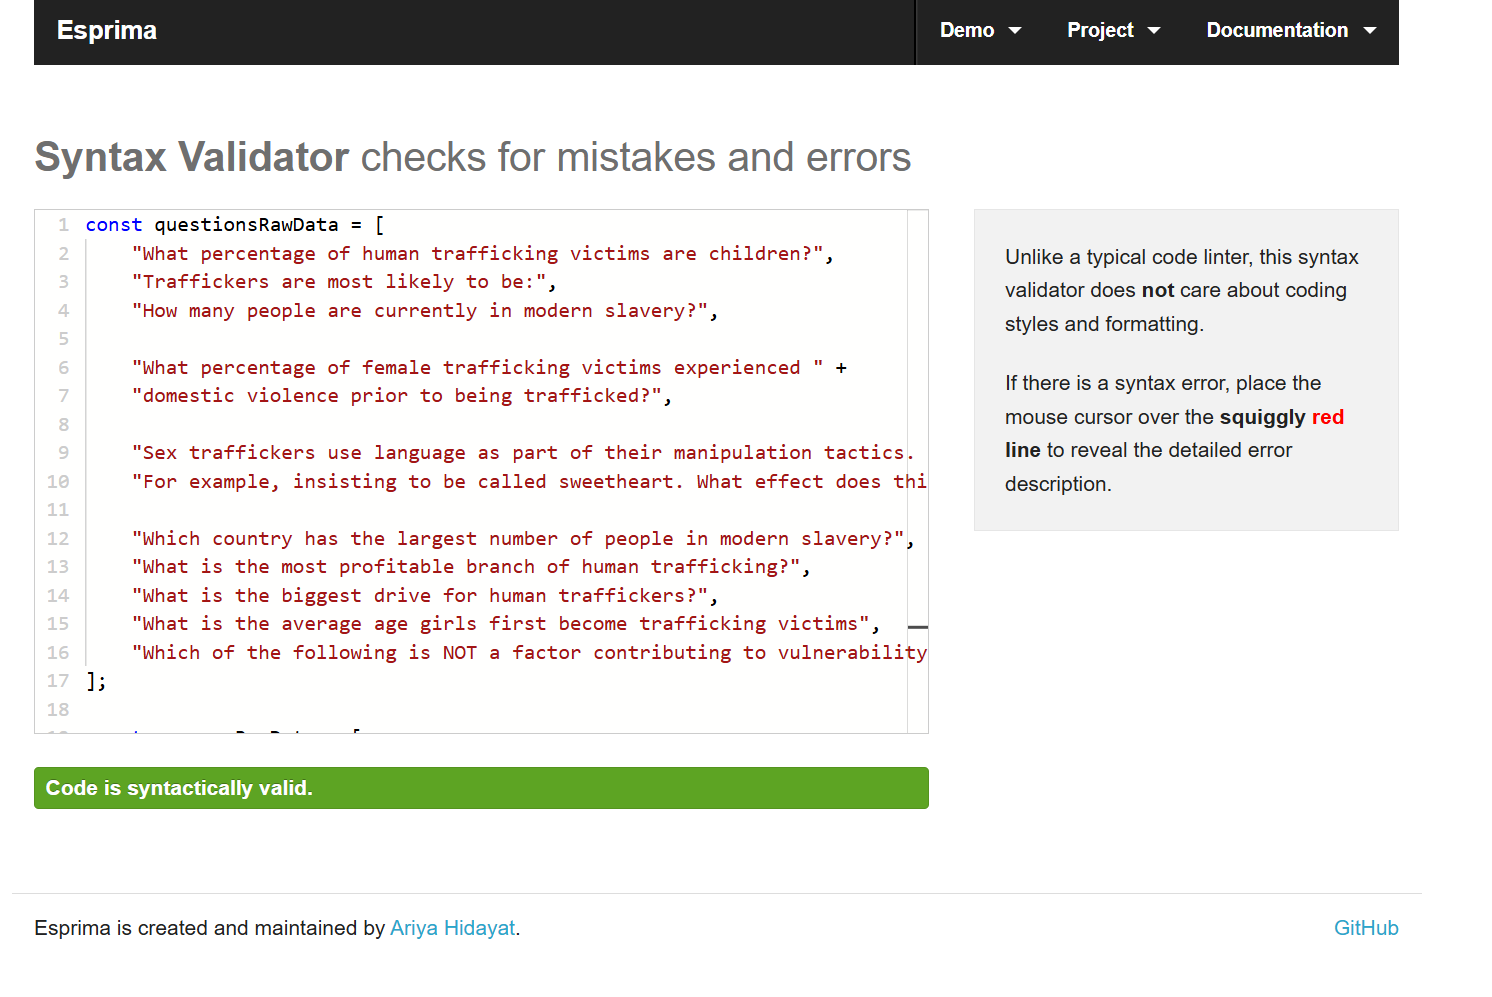 Esprima
Demo Project Documentation
Syntax Validator checks for mistakes and errors
1 const questionsRawData = [
2 "What percentage of human trafficking victims are children?",
3 "Traffickers are most likely to be:",
4 "How many people are currently in modern slavery?",
5
6 "What percentage of female trafficking victims experienced " +
7 "domestic violence prior to being trafficked?",
8
9 "Sex traffickers use language as part of their manipulation tactics.
10 "For example, insisting to be called sweetheart. What effect does thi
11
12 "Which country has the largest number of people in modern slavery?",
13 "What is the most profitable branch of human trafficking?",
14 "What is the biggest drive for human traffickers?",
15 "What is the average age girls first become trafficking victims",
16 "Which of the following is NOT a factor contributing to vulnerability
17 ];
18
Code is syntactically valid.
Unlike a typical code linter, this syntax
validator does not care about coding
styles and formatting.
If there is a syntax error, place the
mouse cursor over the squiggly red
line to reveal the detailed error
description.
Esprima is created and maintained by Ariya Hidayat.
GitHub